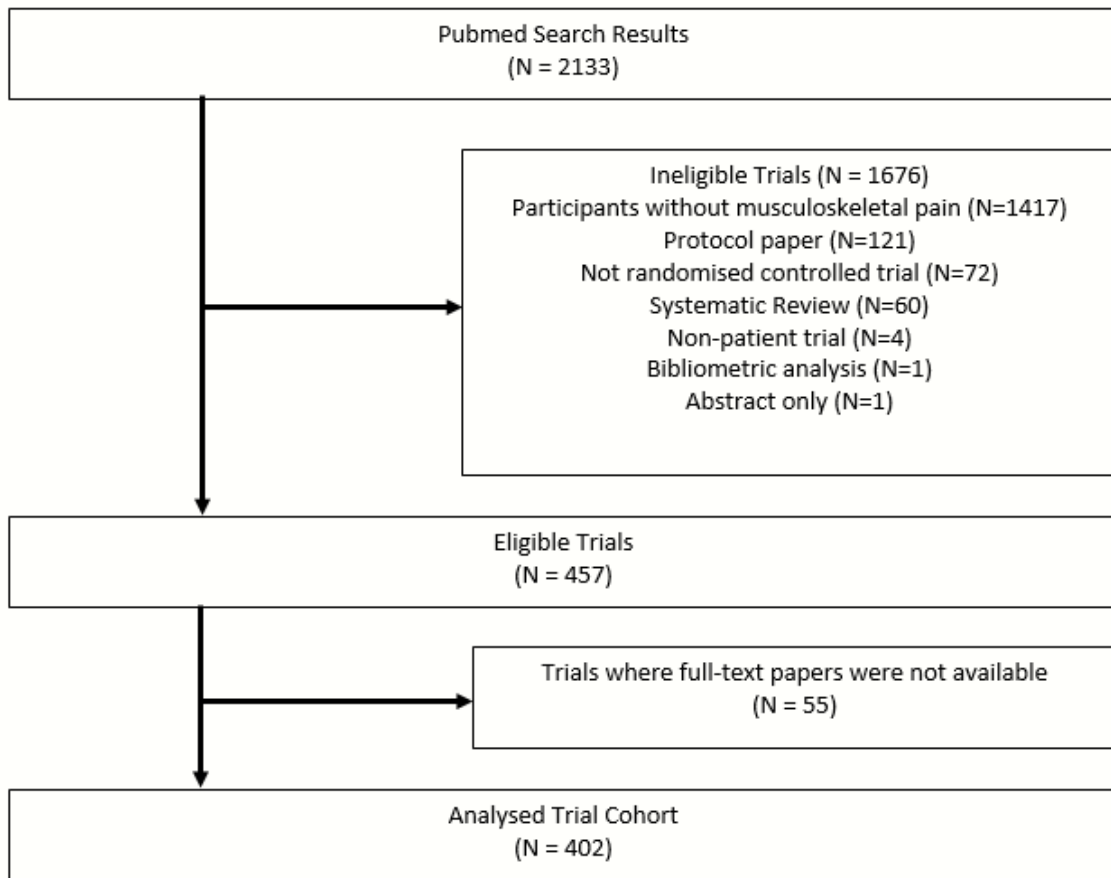 Pubmed Search Results
(N = 2133)
Ineligible Trials (N = 1676)
Participants without musculoskeletal pain (N=1417)
Protocol paper (N=121)
Not randomised controlled trial (N=72)
Systematic Review (N=60)
Non-patient trial (N=4)
Bibliometric analysis (N=1)
Abstract only (N=1)
Eligible Trials
(N = 457)
Trials where full-text papers were not available
(N = 55)
Analysed Trial Cohort
(N = 402)